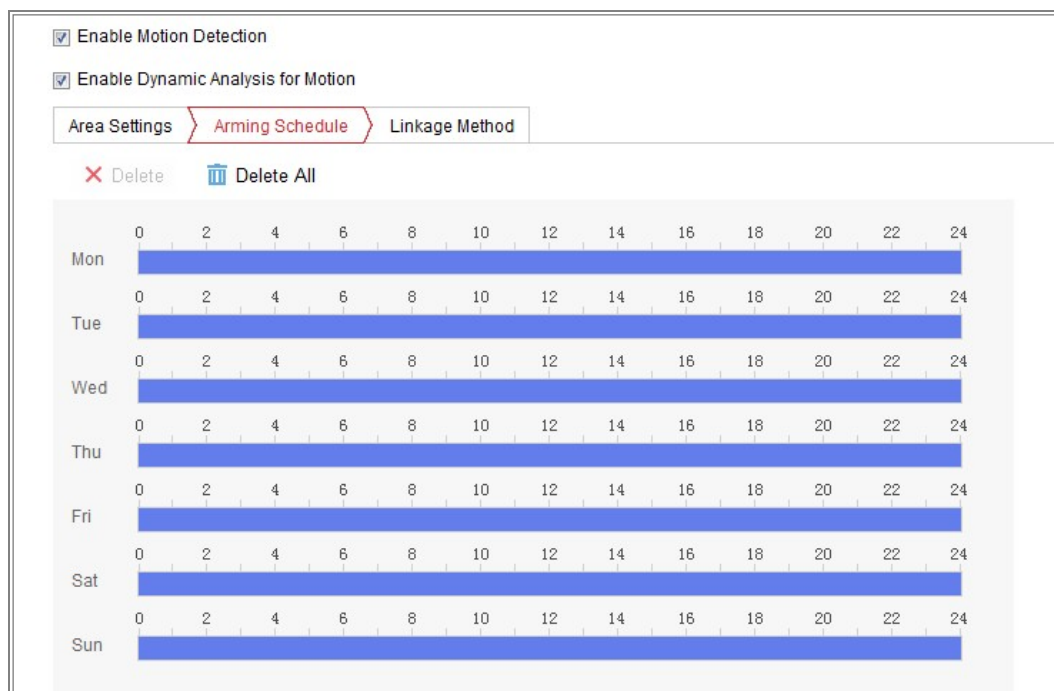 Enable Motion Detection
Enable Dynamic Analysis for Motion
Area Settings Arming Schedule Linkage Method
Delete Delete All
0 2 4 6 8 10 12 14 16 18 20 22 24
Mon
0 2 4 6 8 10 12 14 16 18 20 22 24
Tue
0 2 4 6 8 10 12 14 16 18 20 22 24
Wed
0 2 4 6 8 10 12 14 16 18 20 22 24
Thu
0 2 4 6 8 10 12 14 16 18 20 22 24
Fri
0 2 4 6 8 10 12 14 16 18 20 22 24
Sat
0 2 4 6 8 10 12 14 16 18 20 22 24
Sun